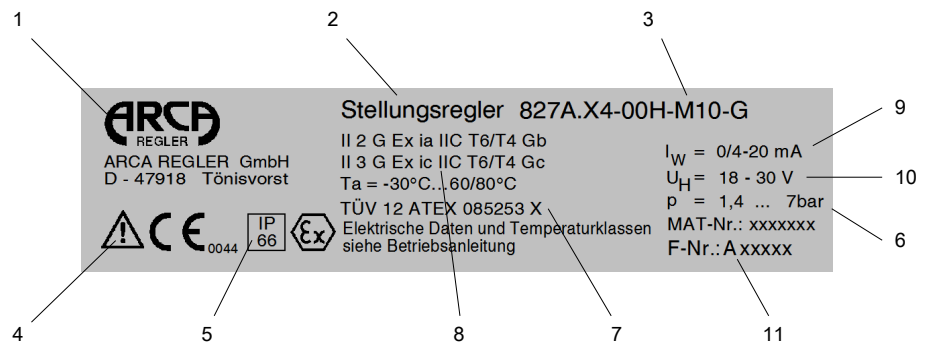 1
2
3
ARCA
REGLER
ARCA REGLER GmbH
D - 47918 Tönisvorst
0044
IP
66
Ex
Stellungsregler 827A.X4-00H-M10-G
II 2 G Ex ia IIC T6/T4 Gb
II 3 G Ex ic IIC T6/T4 Gc
Ta = -30°C...60/80°C
TÜV 12 ATEX 085253 X
Elektrische Daten und Temperaturklassen
siehe Betriebsanleitung
IW = 0/4-20 mA
UH = 18 - 30 V
p = 1,4 ... 7bar
MAT-Nr.: xxxxxxx
F-Nr.: Axxxxx
9
10
6
4
5
8
7
11